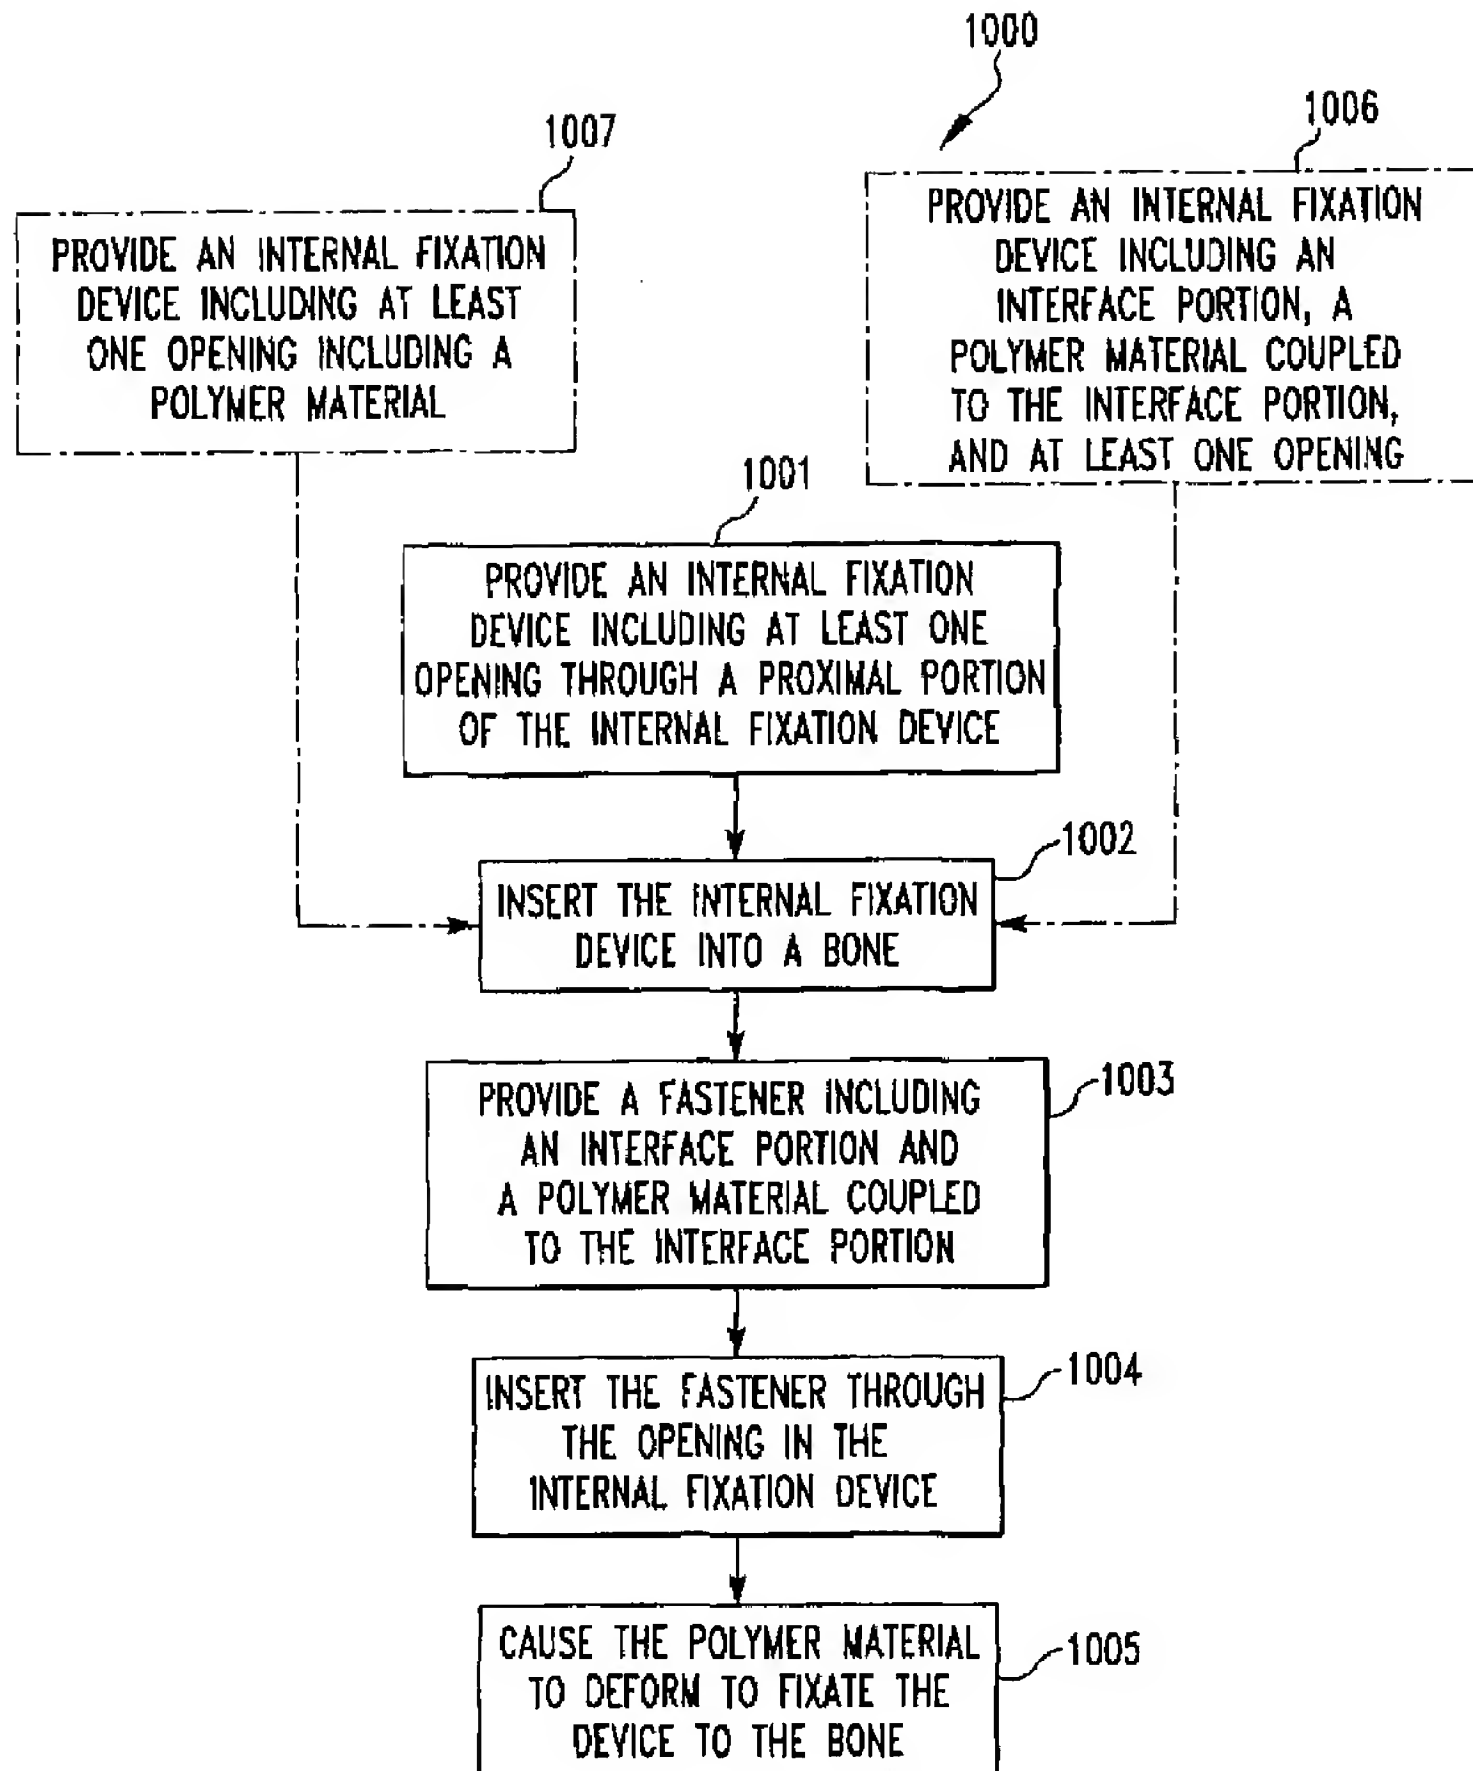 1000
1007
1006
PROVIDE AN INTERNAL FIXATION
DEVICE INCLUDING AT LEAST
ONE OPENING INCLUDING A
POLYMER MATERIAL
PROVIDE AN INTERNAL FIXATION
DEVICE INCLUDING AN
INTERFACE PORTION, A
POLYMER MATERIAL COUPLED
TO THE INTERFACE PORTION,
AND AT LEAST ONE OPENING
1001
PROVIDE AN INTERNAL FIXATION
DEVICE INCLUDING AT LEAST ONE
OPENING THROUGH A PROXIMAL PORTION
OF THE INTERNAL FIXATION DEVICE
1002
INSERT THE INTERNAL FIXATION
DEVICE INTO A BONE
1003
PROVIDE A FASTENER INCLUDING
AN INTERFACE PORTION AND
A POLYMER MATERIAL COUPLED
TO THE INTERFACE PORTION
1004
INSERT THE FASTENER THROUGH
THE OPENING IN THE
INTERNAL FIXATION DEVICE
1005
CAUSE THE POLYMER MATERIAL
TO DEFORM TO FIXATE THE
DEVICE TO THE BONE